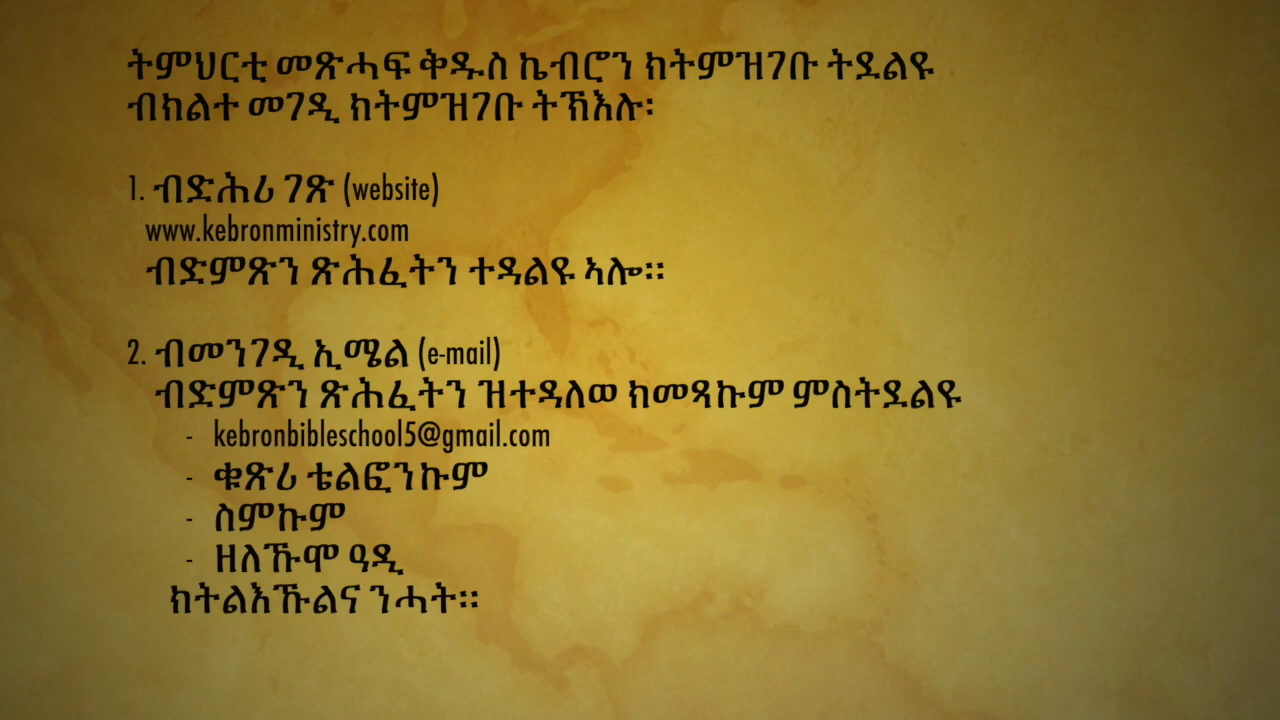 ትምህርቲ መጽሓፍ ቅዱስ ኬብሮን ክትምዝገቡ ትደልዩ
ብክልተ መገዲ ክትምዝገቡ ትኽእሉ፡
1. ብድሕሪ ገጽ (website)
www.kebronministry.com
ብድምጽን ጽሕፈትን ተዳልዩ ኣሎ።
2. ብመንገዲ ኢሜል (e-mail)
ብድምጽን ጽሕፈትን ዝተዳለወ ክመጻኩም ምስትደልዩ
- kebronbibleschool5@gmail.com
- ቁጽሪ ቴልፎንኩም
- ስምኩም
- ዘለኹሞ ዓዲ
ክትልእኹልና ንሓት።